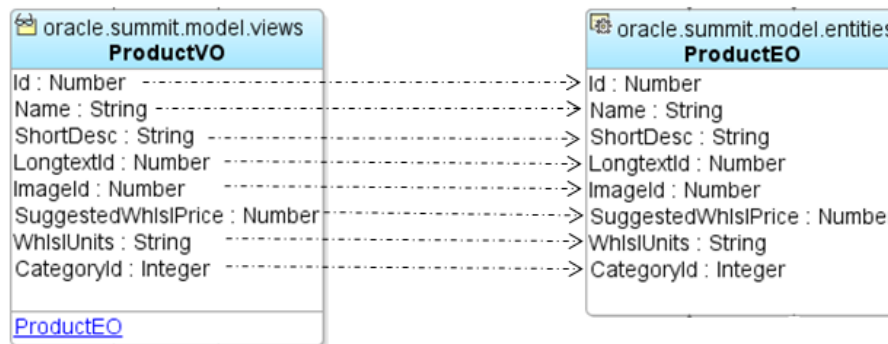 oracle.summit.model.views
ProductVO
Id : Number
Name : String
ShortDesc : String
LongtextId : Number
ImageId : Number
SuggestedWhlslPrice : Number
WhlslUnits : String
CategoryId : Integer
ProductEO
oracle.summit.model.entities
ProductEO
Id : Number
Name : String
ShortDesc : String
LongtextId : Number
ImageId : Number
SuggestedWhlslPrice : Numbe
WhlslUnits : String
CategoryId : Integer